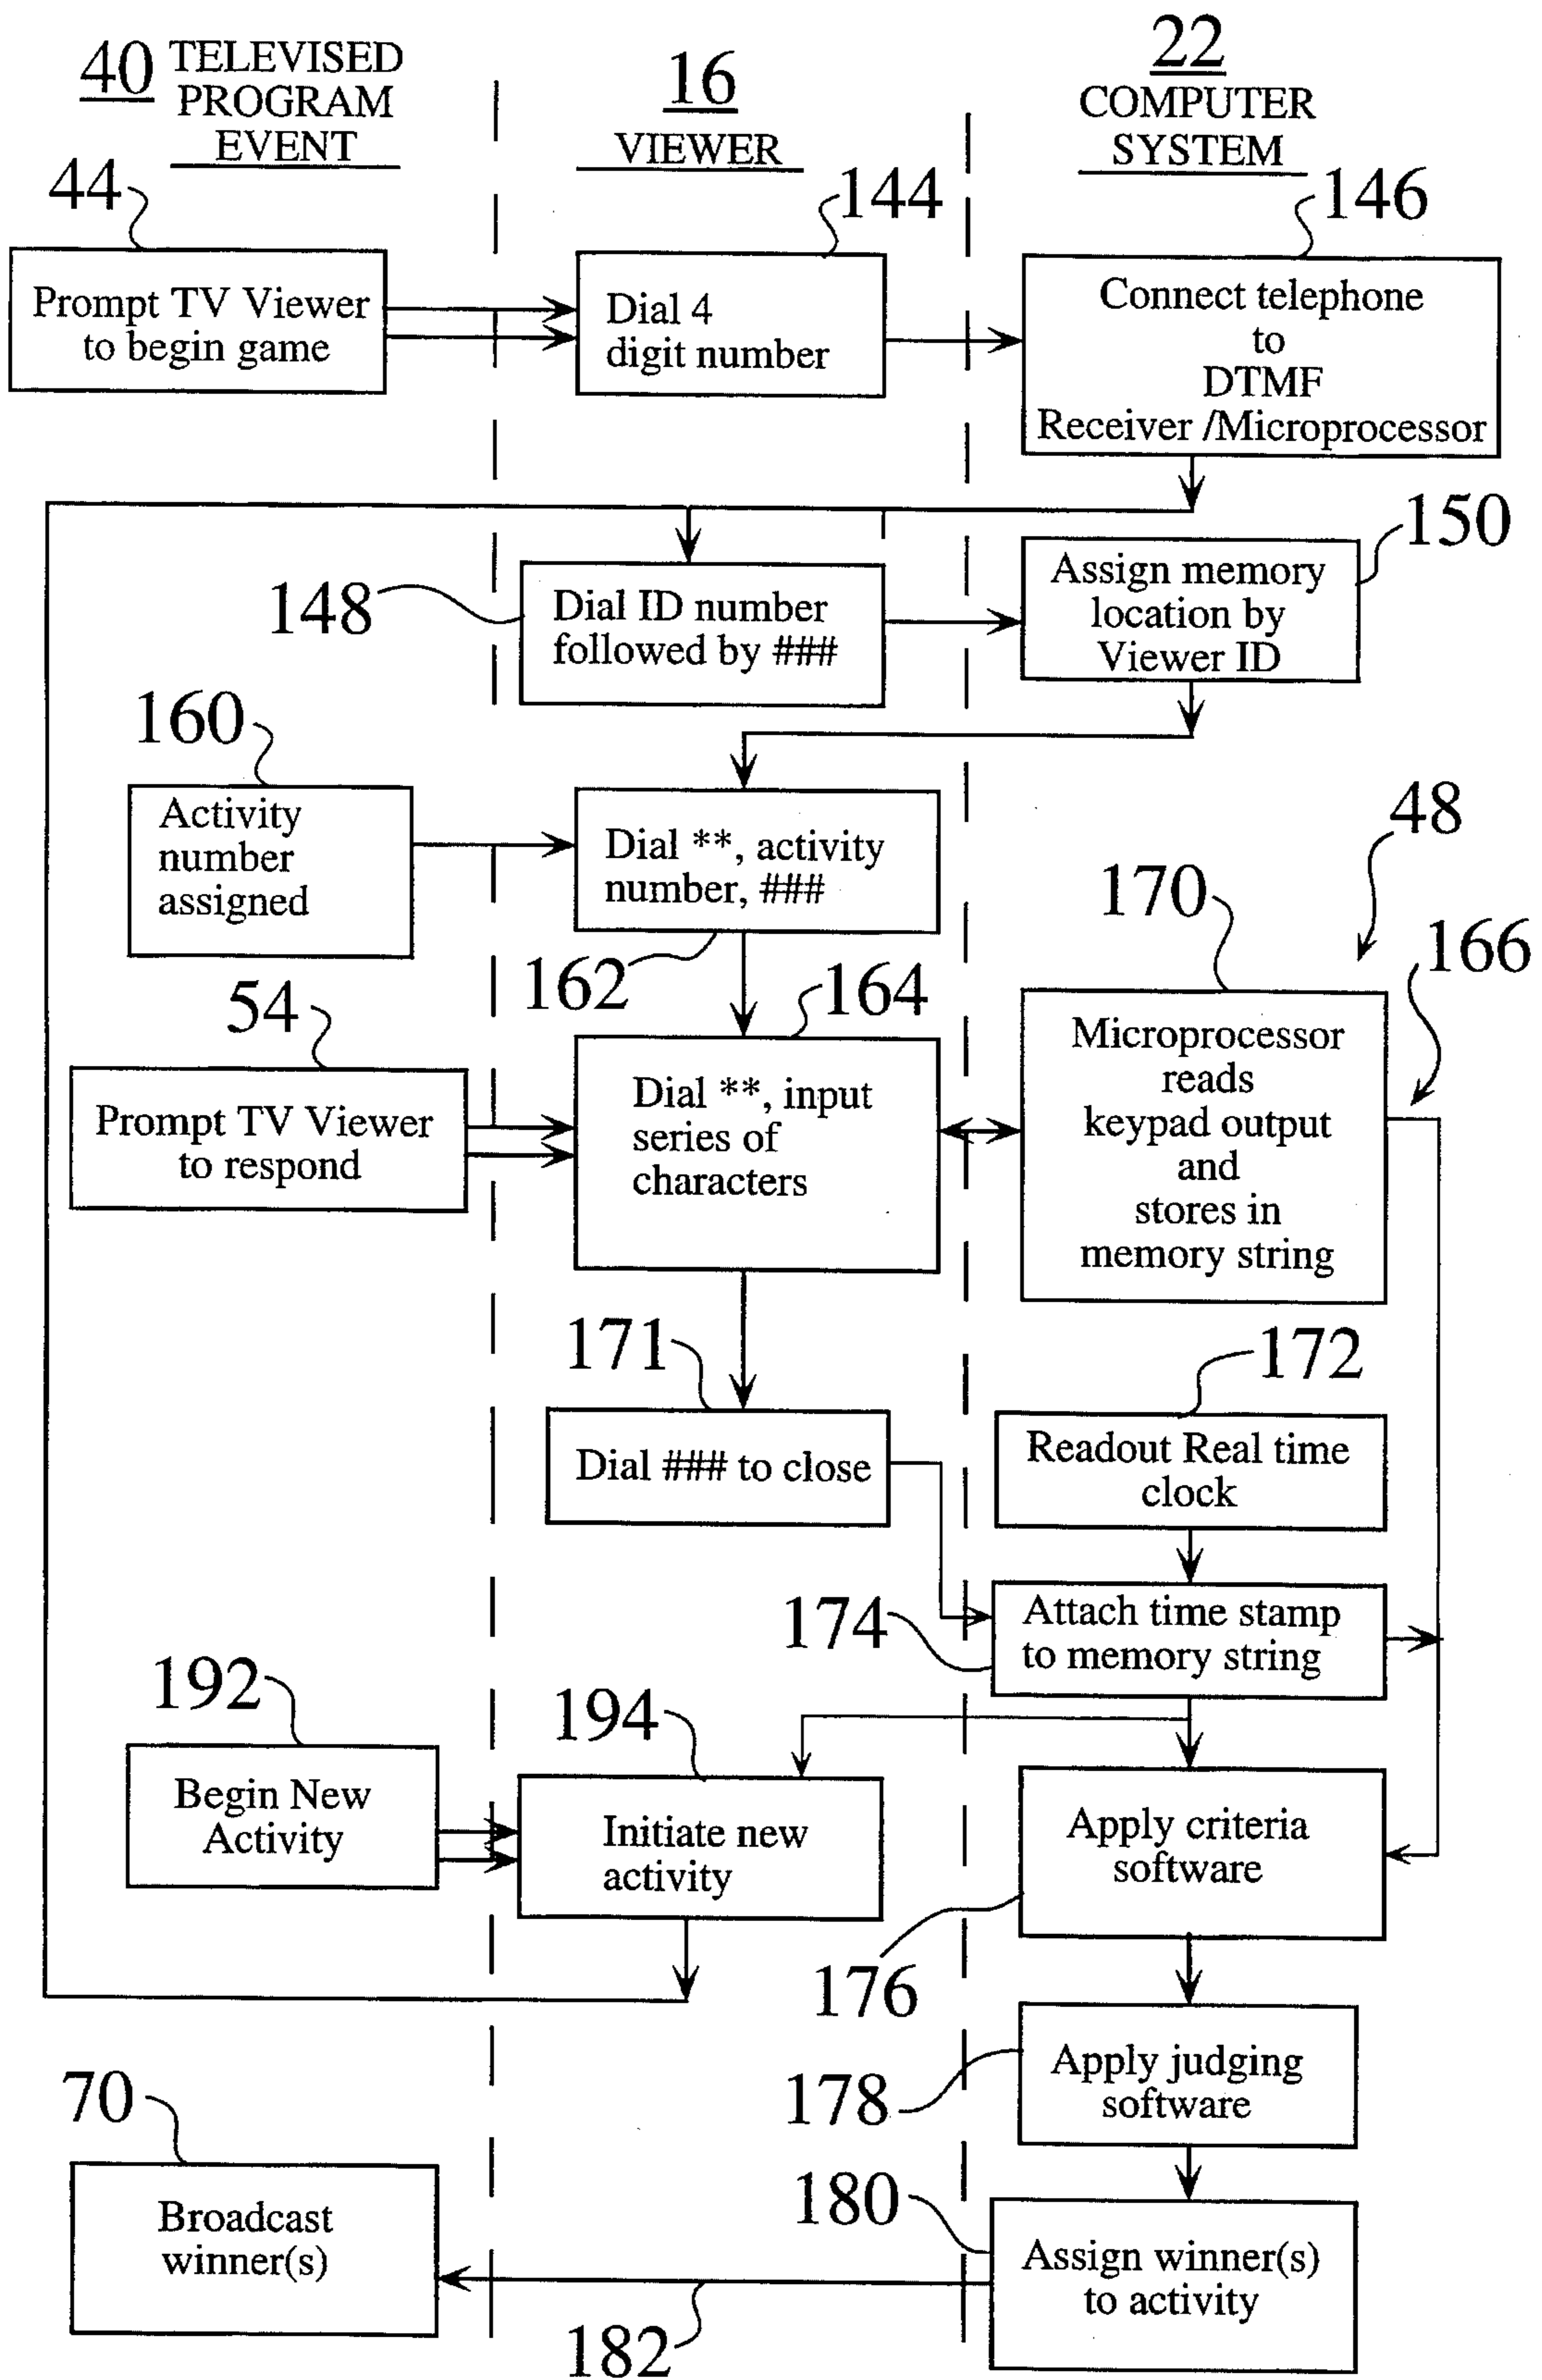 40 TELEVISED
PROGRAM
EVENT
16
VIEWER
22
COMPUTER
SYSTEM
44
144
146
Prompt TV Viewer
to begin game
Dial 4
digit number
Connect telephone
to
DTMF
Receiver /Microprocessor
148
Dial ID number
followed by ###
150
Assign memory
location by
Viewer ID
160
Activity
number
assigned
Dial **, activity
number, ###
162
48
170
166
54
164
Prompt TV Viewer
to respond
Dial **, input
series of
characters
Microprocessor
reads
keypad output
and
stores in
memory string
171
172
Dial ### to close
Readout Real time
clock
174
Attach time stamp
to memory string
192
194
Begin New
Activity
Initiate new
activity
Apply criteria
software
176
178
Apply judging
software
70
180
Broadcast
winner(s)
Assign winner(s)
to activity
182